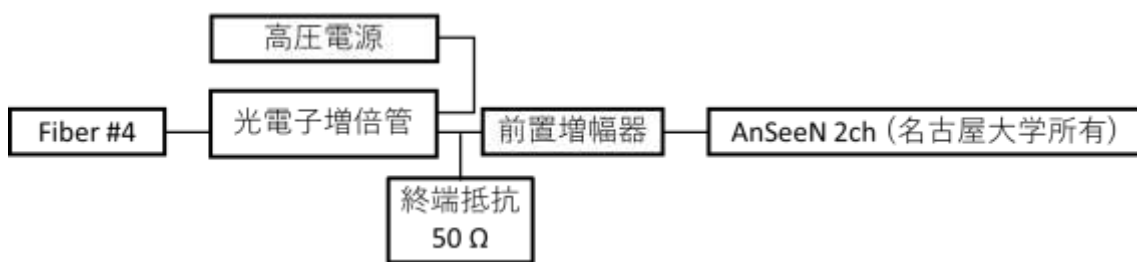 高圧電源
Fiber #4
光電子増倍管
前置増幅器
AnSeeN 2ch（名古屋大学所有）
終端抵抗
50 Ω